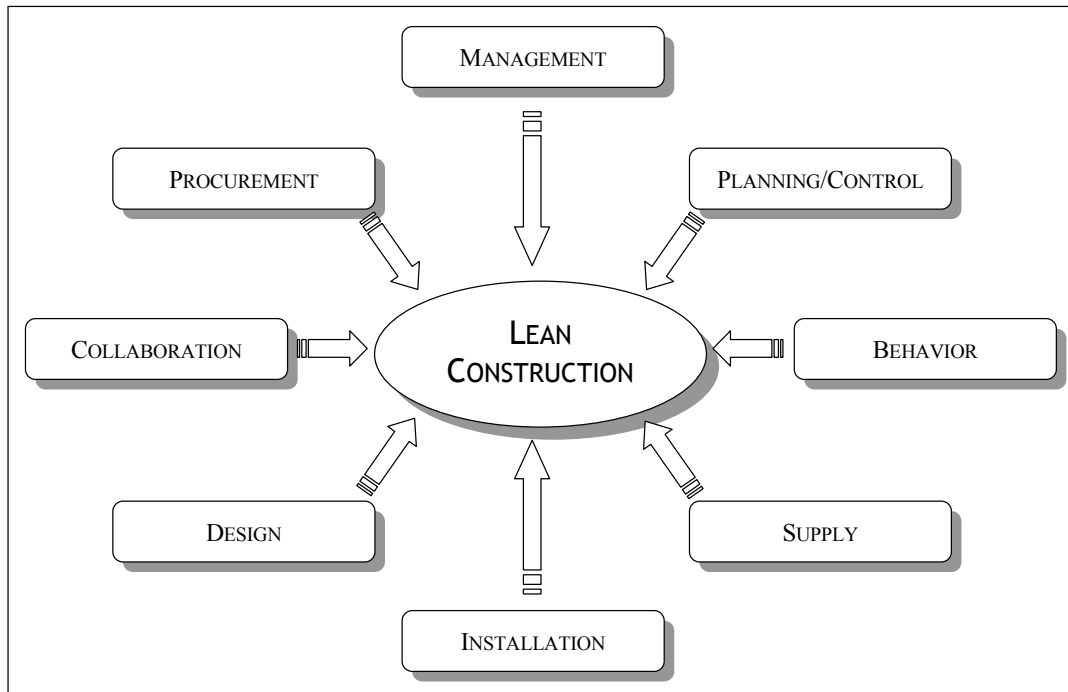 MANAGEMENT
PROCUREMENT
PLANNING/CONTROL
LEAN
CONSTRUCTION
COLLABORATION
BEHAVIOR
DESIGN
SUPPLY
INSTALLATION